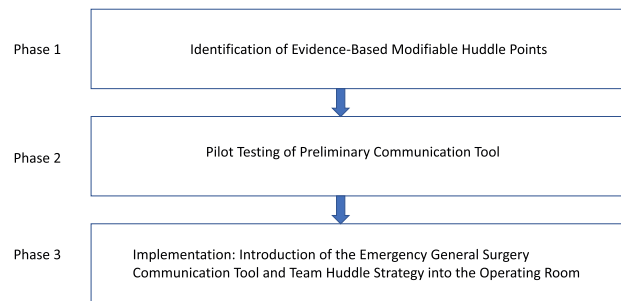 Phase 1
Identification of Evidence-Based Modifiable Huddle Points
Phase 2
Pilot Testing of Preliminary Communication Tool
Phase 3
Implementation: Introduction of the Emergency General Surgery
Communication Tool and Team Huddle Strategy into the Operating Room